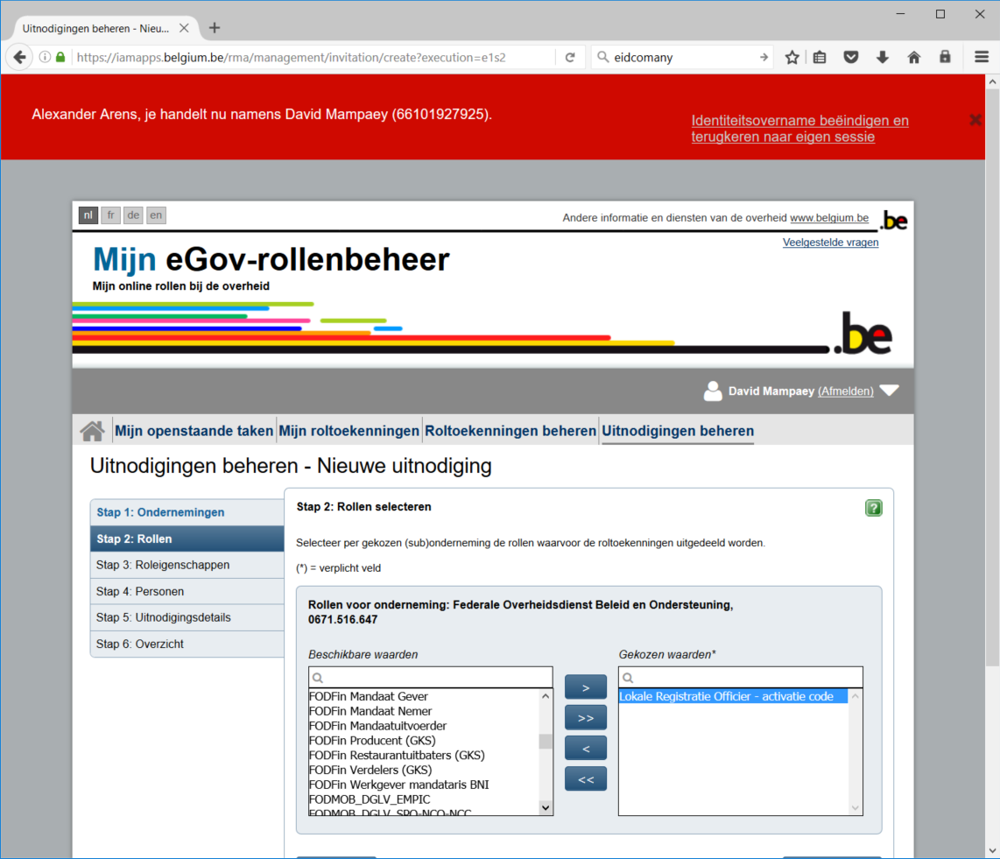 Uitnodigingen beheren - Nieu...
https://iamapps.belgium.be/rma/management/invitation/create?execution=e1s2
eidcomany
Alexander Arens, je handelt nu namens David Mampaey (66101927925).
Identiteitsovername beëindigen en
terugkeren naar eigen sessie
nl fr de en
Andere informatie en diensten van de overheid www.belgium.be
.be
Veelgestelde vragen
Mijn eGov-rollenbeheer
Mijn online rollen bij de overheid
.be
David Mampaey (Afmelden)
Mijn openstaande taken Mijn roltoekenningen Roltoekenningen beheren Uitnodigingen beheren
Uitnodigingen beheren - Nieuwe uitnodiging
Stap 1: Ondernemingen
Stap 2: Rollen
Stap 3: Roleigenschappen
Stap 4: Personen
Stap 5: Uitnodigingsdetails
Stap 6: Overzicht
Stap 2: Rollen selecteren
?
Selecteer per gekozen (sub)onderneming de rollen waarvoor de roltoekenningen uitgedeeld worden.
(*) = verplicht veld
Rollen voor onderneming: Federale Overheidsdienst Beleid en Ondersteuning,
0671.516.647
Beschikbare waarden
FODFin Mandaat Gever
FODFin Mandaat Nemer
FODFin Mandaatuitvoerder
FODFin Producent (GKS)
FODFin Restaurantuitbaters (GKS)
FODFin Verdelers (GKS)
FODFin Werkgever mandataris BNI
FODMOB_DGLV_EMPIC
FODMOB_DGLV_SPO-NCO-NCC
>
>>
<
<<
Gekozen waarden*
Lokale Registratie Officier - activatie code